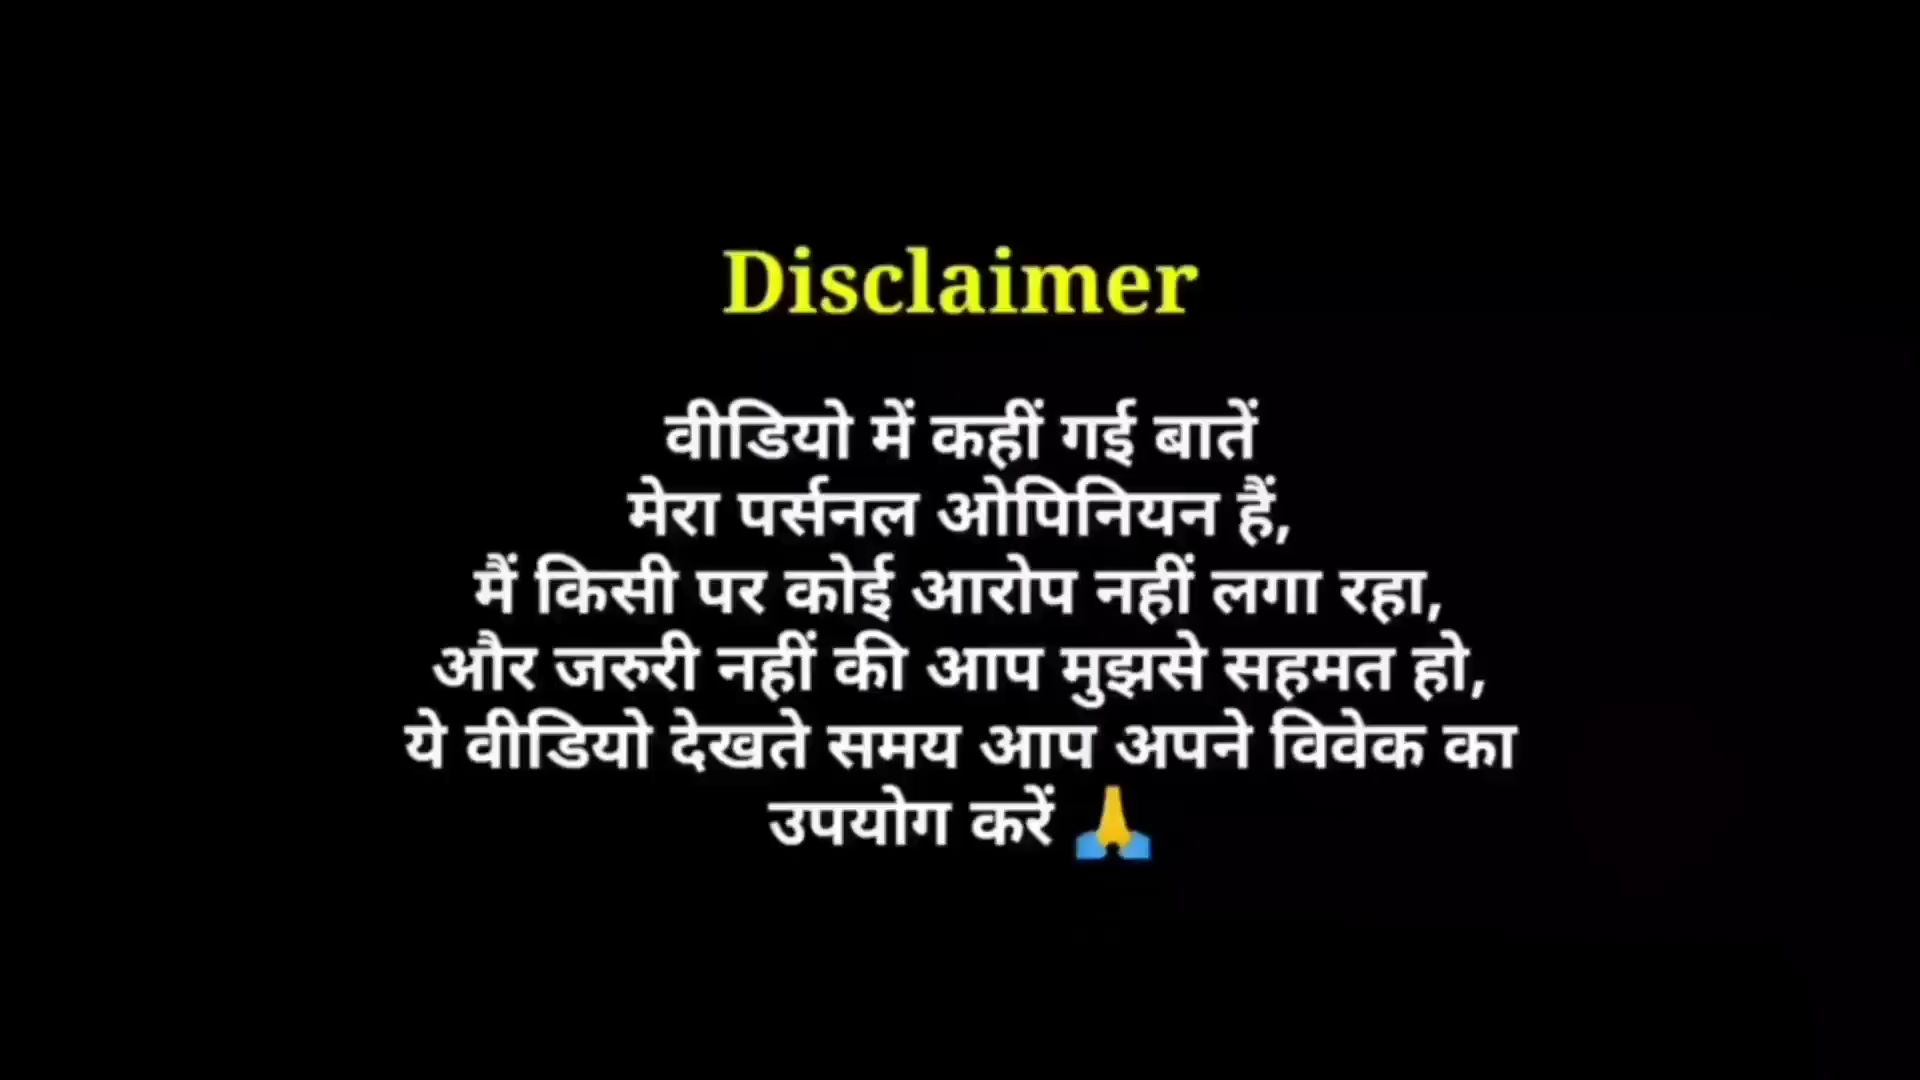 Disclaimer
वीडियो में कहीं गई बातें
मेरा पर्सनल ओपिनियन हैं,
मैं किसी पर कोई आरोप नहीं लगा रहा,
और जरुरी नहीं की आप मुझसे सहमत हो,
ये वीडियो देखते समय आप अपने विवेक का
उपयोग करें 🙏